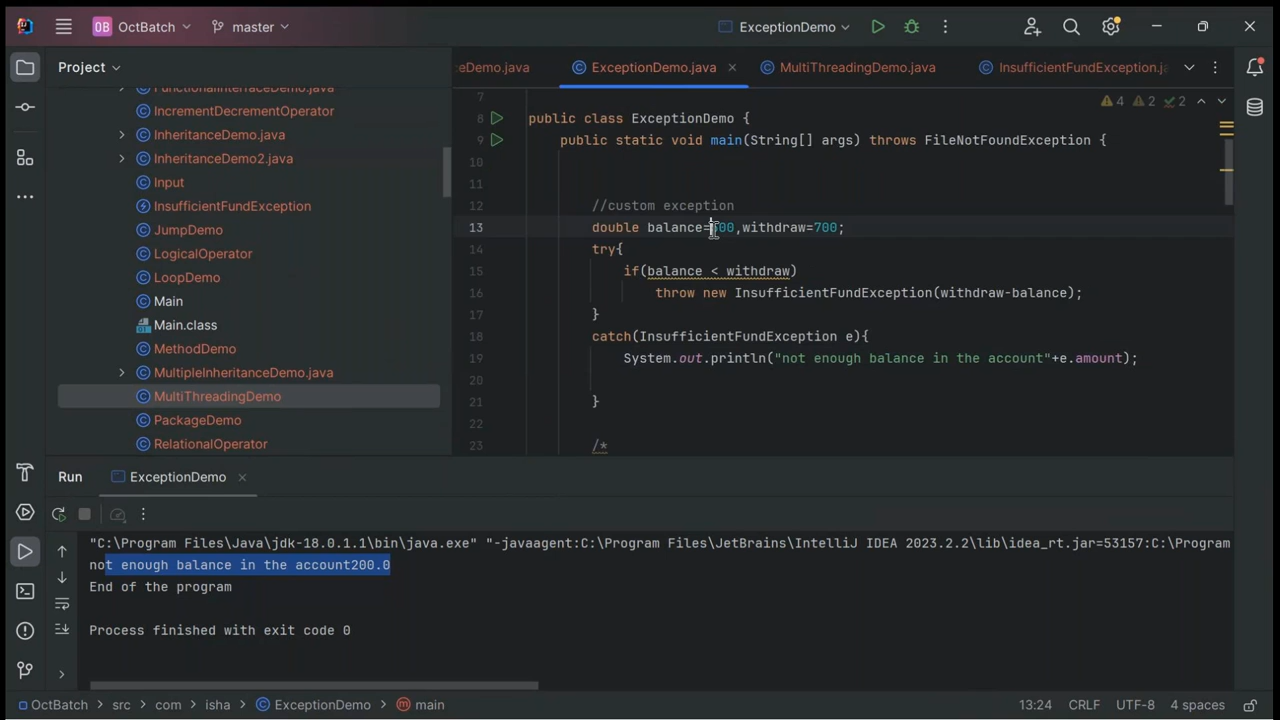 OB OctBatch
master
ExceptionDemo
Project
eDemo.java
ExceptionDemo.java
MultiThreadingDemo.java
InsufficientFundException.ja
FunctionalInterfaceDemo.java
IncrementDecrementOperator
InheritanceDemo.java
InheritanceDemo2.java
Input
InsufficientFundException
JumpDemo
LogicalOperator
LoopDemo
Main
Main.class
MethodDemo
MultipleInheritanceDemo.java
MultiThreadingDemo
PackageDemo
RelationalOperator
4 2 2
7
8 public class ExceptionDemo {
9 public static void main(String[] args) throws FileNotFoundException {
10
11
12 //custom exception
13 double balance= 00,withdraw=700;
14 try{
15 if(balance < withdraw)
16 throw new InsufficientFundException(withdraw-balance);
17 }
18 catch(InsufficientFundException e){
19 System.out.println("not enough balance in the account"+e.amount);
20
21 }
22
23 /*
Run ExceptionDemo
"C:\Program Files\Java\jdk-18.0.1.1\bin\java.exe" "-javaagent:C:\Program Files\JetBrains\IntelliJ IDEA 2023.2.2\lib\idea_rt.jar=53157:C:\Program
not enough balance in the account200.0
End of the program
Process finished with exit code 0
OctBatch > src > com > isha > ExceptionDemo > main
13:24 CRLF UTF-8 4 spaces